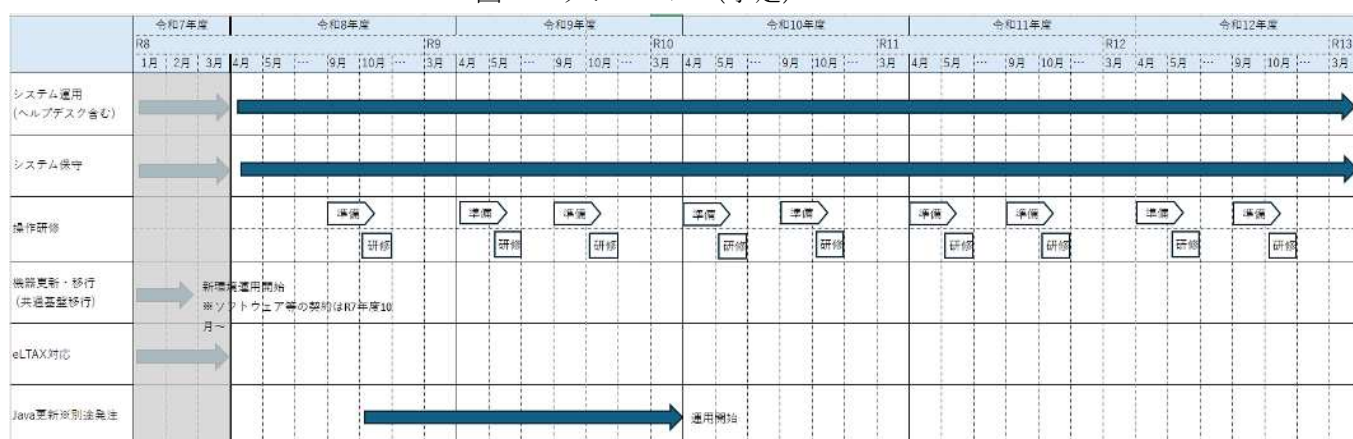 令和7年度 令和8年度 令和9年度 令和10年度 令和11年度 令和12年度
R8 R9 R10 R11 R12 R13
1月 2月 3月 4月 5月 … 9月 10月 … 3月 4月 5月 … 9月 10月 … 3月 4月 5月 … 9月 10月 … 3月 4月 5月 … 9月 10月 … 3月 4月 5月 … 9月 10月 … 3月
システム運用
(ヘルプデスク含む)
システム保守
操作研修
準備 準備 準備 準備 準備 準備 準備 準備 準備
研修 研修 研修 研修 研修 研修 研修 研修 研修
機器更新・移行
(共通基盤移行)
新環境運用開始
※ソフトウェア等の契約はR7年度10
月～
eLTAX対応
Java更新※別途発注
運用開始